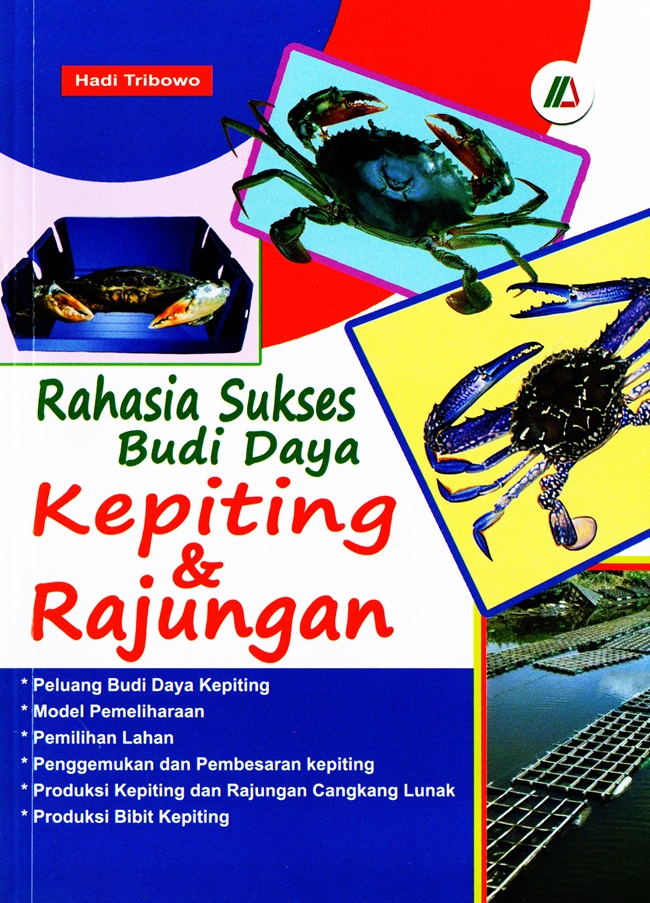 Hadi Tribowo
Rahasia Sukses
Budi Daya
Kepiting
&
Rajungan
* Peluang Budi Daya Kepiting
* Model Pemeliharaan
* Pemilihan Lahan
* Penggemukan dan Pembesaran kepiting
* Produksi Kepiting dan Rajungan Cangkang Lunak
* Produksi Bibit Kepiting